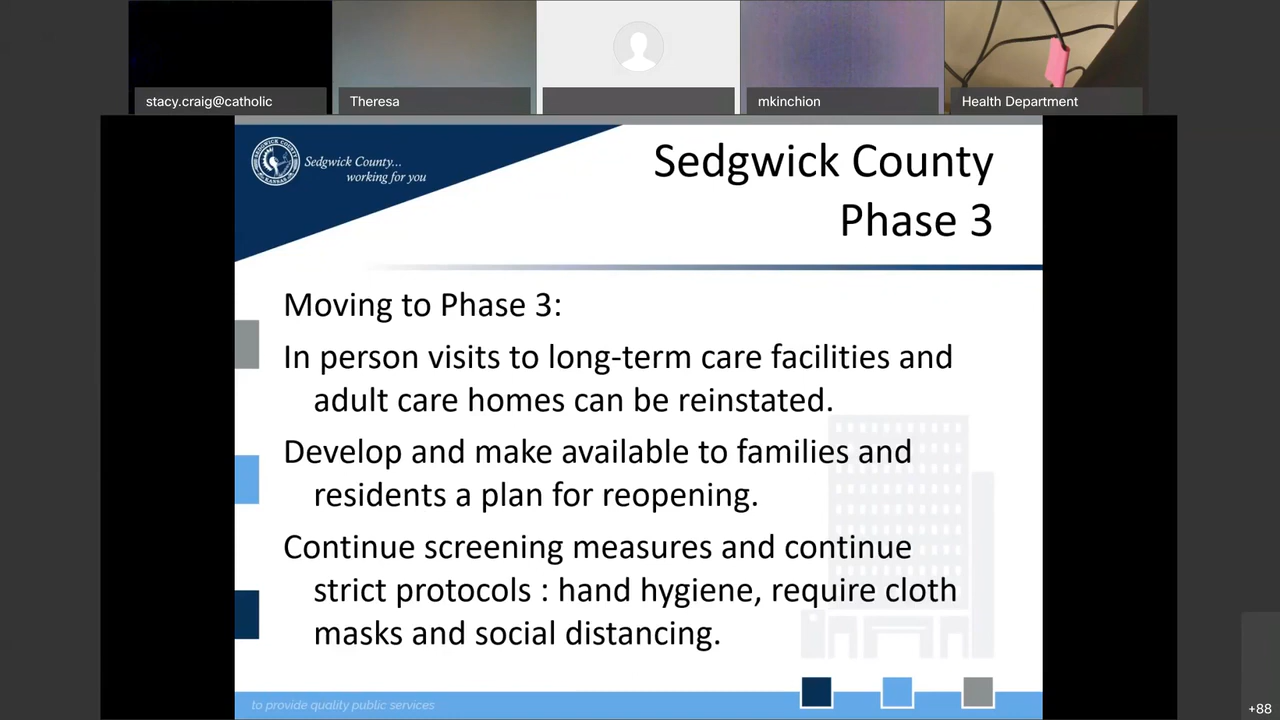 stacy.craig@catholic
Theresa
mkinchion
Health Department
Sedgwick County...
working for you
Sedgwick County
Phase 3
Moving to Phase 3:
In person visits to long-term care facilities and
adult care homes can be reinstated.
Develop and make available to families and
residents a plan for reopening.
Continue screening measures and continue
strict protocols : hand hygiene, require cloth
masks and social distancing.
to provide quality public services
+88